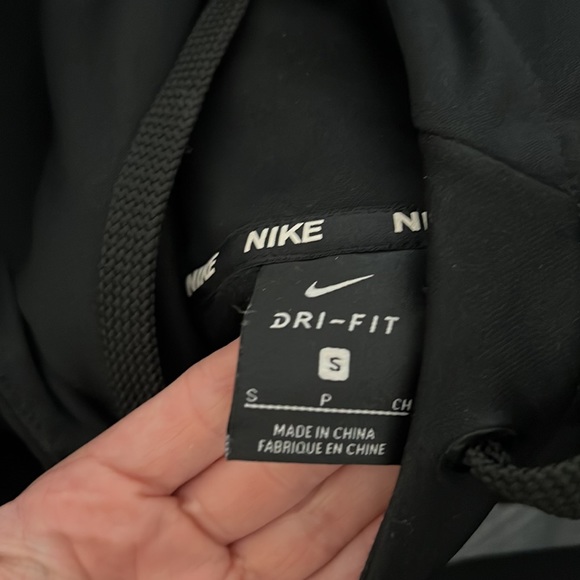 NIKE NIKE NI
DRI-FIT
S
S P CH
MADE IN CHINA
FABRIQUE EN CHINE